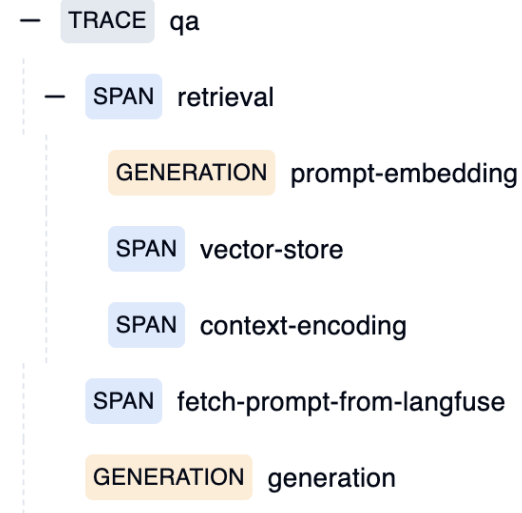 TRACE qa
SPAN retrieval
GENERATION prompt-embedding
SPAN vector-store
SPAN context-encoding
SPAN fetch-prompt-from-langfuse
GENERATION generation